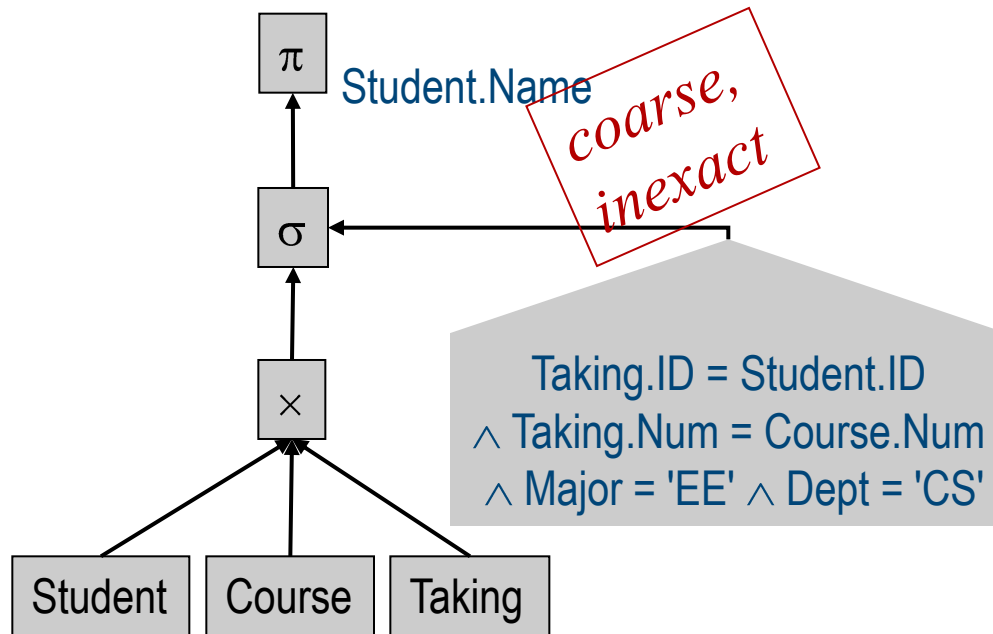 π
Student.Name
coarse,
inexact
σ
×
Taking.ID = Student.ID
∧ Taking.Num = Course.Num
∧ Major = 'EE' ∧ Dept = 'CS'
Student
Course
Taking